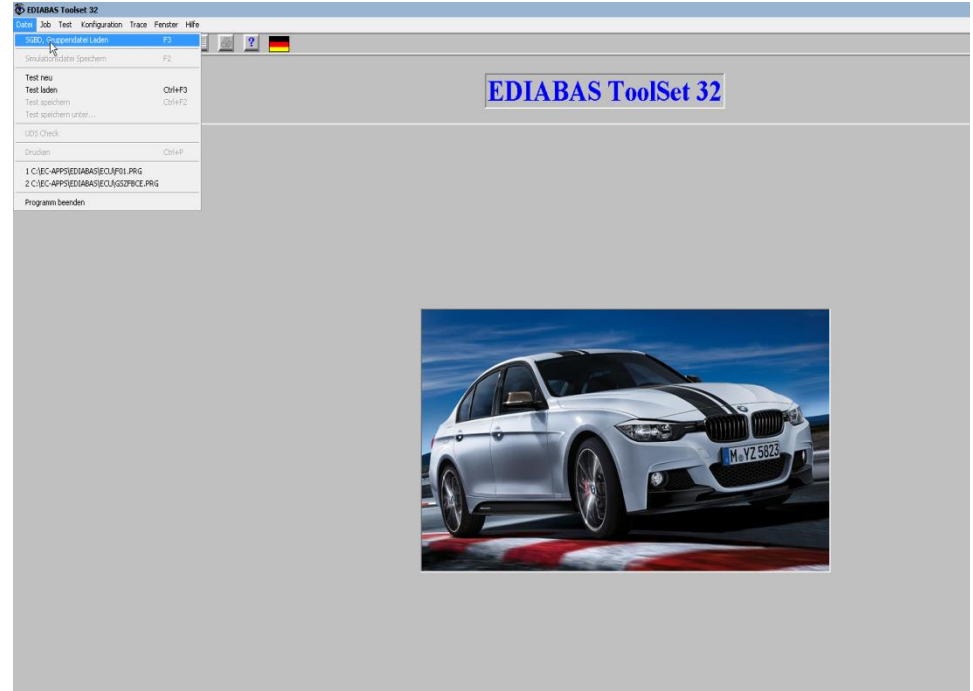 EDIABAS Toolset 32
Datei Job Test Konfiguration Trace Fenster Hilfe
SGBD, Gruppendatei Laden F3
Simulationsdatei Speichern F2
Test neu
Test laden Ctrl+F3
Test speichern Ctrl+F2
Test speichern unter...
UDS Check
Drucken Ctrl+P
1 C:\EC-APPS\EDIABAS\ECU\F01.PRG
2 C:\EC-APPS\EDIABAS\ECU\GSZFBCE.PRG
Programm beenden
?
EDIABAS ToolSet 32
M YZ 5823